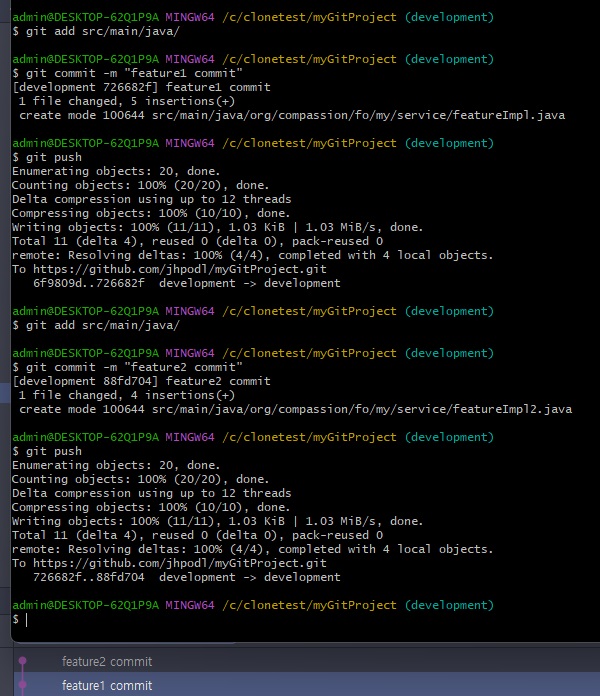 admin@DESKTOP-62Q1P9A MINGW64 /c/clonetest/myGitProject (development)
$ git add src/main/java/
admin@DESKTOP-62Q1P9A MINGW64 /c/clonetest/myGitProject (development)
$ git commit -m "feature1 commit"
[development 726682f] feature1 commit
 1 file changed, 5 insertions(+)
 create mode 100644 src/main/java/org/compassion/fo/my/service/featureImpl.java
admin@DESKTOP-62Q1P9A MINGW64 /c/clonetest/myGitProject (development)
$ git push
Enumerating objects: 20, done.
Counting objects: 100% (20/20), done.
Delta compression using up to 12 threads
Compressing objects: 100% (10/10), done.
Writing objects: 100% (11/11), 1.03 KiB | 1.03 MiB/s, done.
Total 11 (delta 4), reused 0 (delta 0), pack-reused 0
remote: Resolving deltas: 100% (4/4), completed with 4 local objects.
To https://github.com/jhpodl/myGitProject.git
   6f9809d..726682f  development -> development
admin@DESKTOP-62Q1P9A MINGW64 /c/clonetest/myGitProject (development)
$ git add src/main/java/
admin@DESKTOP-62Q1P9A MINGW64 /c/clonetest/myGitProject (development)
$ git commit -m "feature2 commit"
[development 88fd704] feature2 commit
 1 file changed, 4 insertions(+)
 create mode 100644 src/main/java/org/compassion/fo/my/service/featureImpl2.java
admin@DESKTOP-62Q1P9A MINGW64 /c/clonetest/myGitProject (development)
$ git push
Enumerating objects: 20, done.
Counting objects: 100% (20/20), done.
Delta compression using up to 12 threads
Compressing objects: 100% (10/10), done.
Writing objects: 100% (11/11), 1.03 KiB | 1.03 MiB/s, done.
Total 11 (delta 4), reused 0 (delta 0), pack-reused 0
remote: Resolving deltas: 100% (4/4), completed with 4 local objects.
To https://github.com/jhpodl/myGitProject.git
   726682f..88fd704  development -> development
admin@DESKTOP-62Q1P9A MINGW64 /c/clonetest/myGitProject (development)
$
feature2 commit
feature1 commit